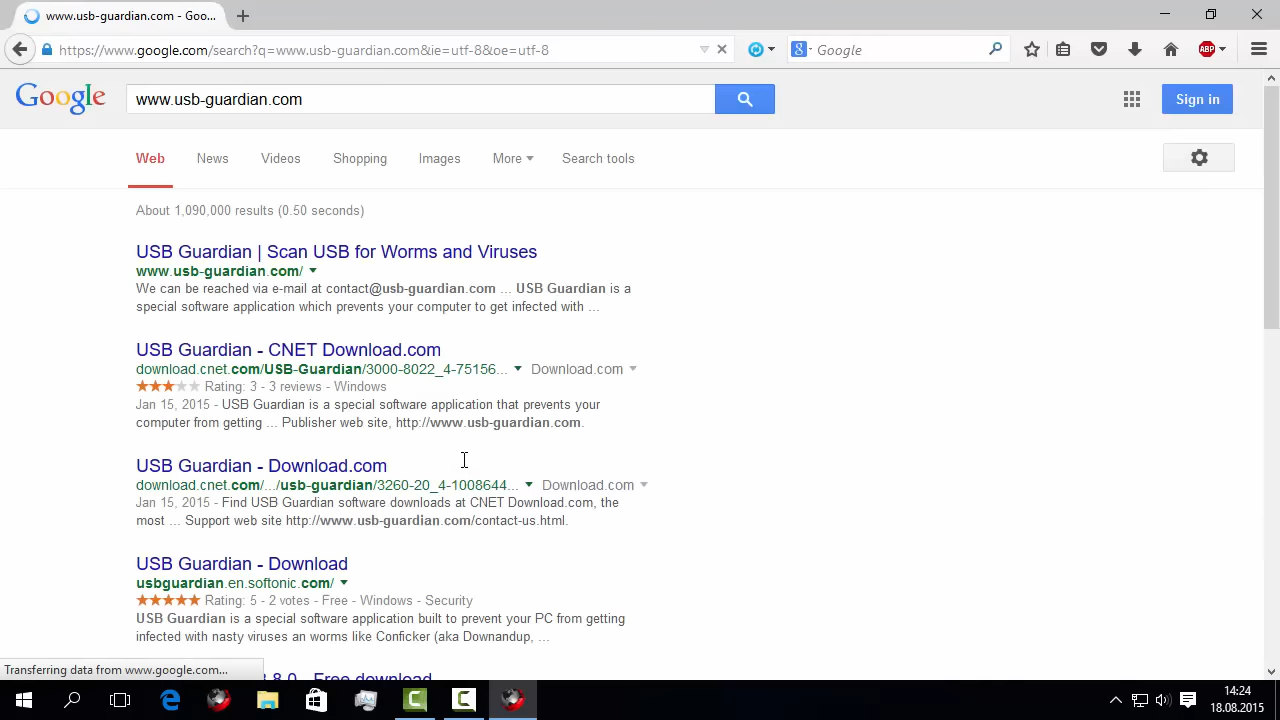 www.usb-guardian.com - Goo...
https://www.google.com/search?q=www.usb-guardian.com&ie=utf-8&oe=utf-8
Google
ABP
Google
www.usb-guardian.com
Sign in
Web News Videos Shopping Images More Search tools
About 1,090,000 results (0.50 seconds)
USB Guardian | Scan USB for Worms and Viruses
www.usb-guardian.com/
We can be reached via e-mail at contact@usb-guardian.com ... USB Guardian is a
special software application which prevents your computer to get infected with ...
USB Guardian - CNET Download.com
download.cnet.com/USB-Guardian/3000-8022_4-75156... Download.com
Rating: 3 - 3 reviews - Windows
Jan 15, 2015 - USB Guardian is a special software application that prevents your
computer from getting ... Publisher web site, http://www.usb-guardian.com.
USB Guardian - Download.com
download.cnet.com/.../usb-guardian/3260-20_4-1008644... Download.com
Jan 15, 2015 - Find USB Guardian software downloads at CNET Download.com, the
most ... Support web site http://www.usb-guardian.com/contact-us.html.
USB Guardian - Download
usbguardian.en.softonic.com/
Rating: 5 - 2 votes - Free - Windows - Security
USB Guardian is a special software application built to prevent your PC from getting
infected with nasty viruses an worms like Conficker (aka Downandup, ...
Transferring data from www.google.com...
8.0 - Free download
14:24
18.08.2015